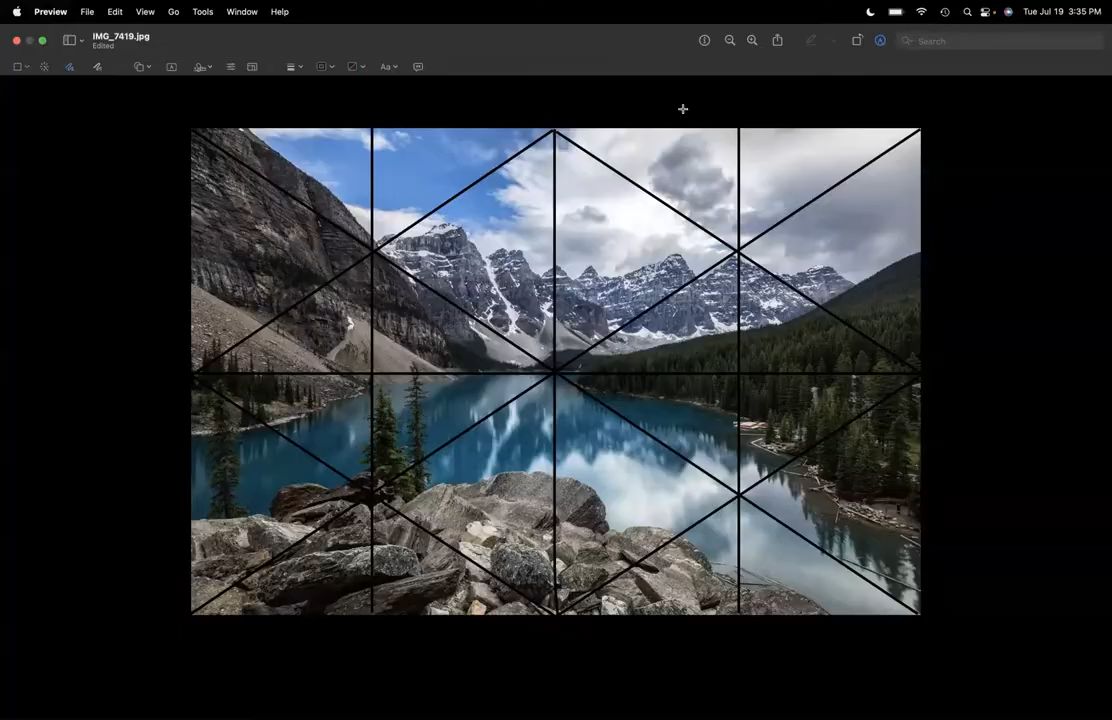 Preview File Edit View Go Tools Window Help Tue Jul 19 3:35 PM
IMG_7419.jpg
Edited
Search
A Aa